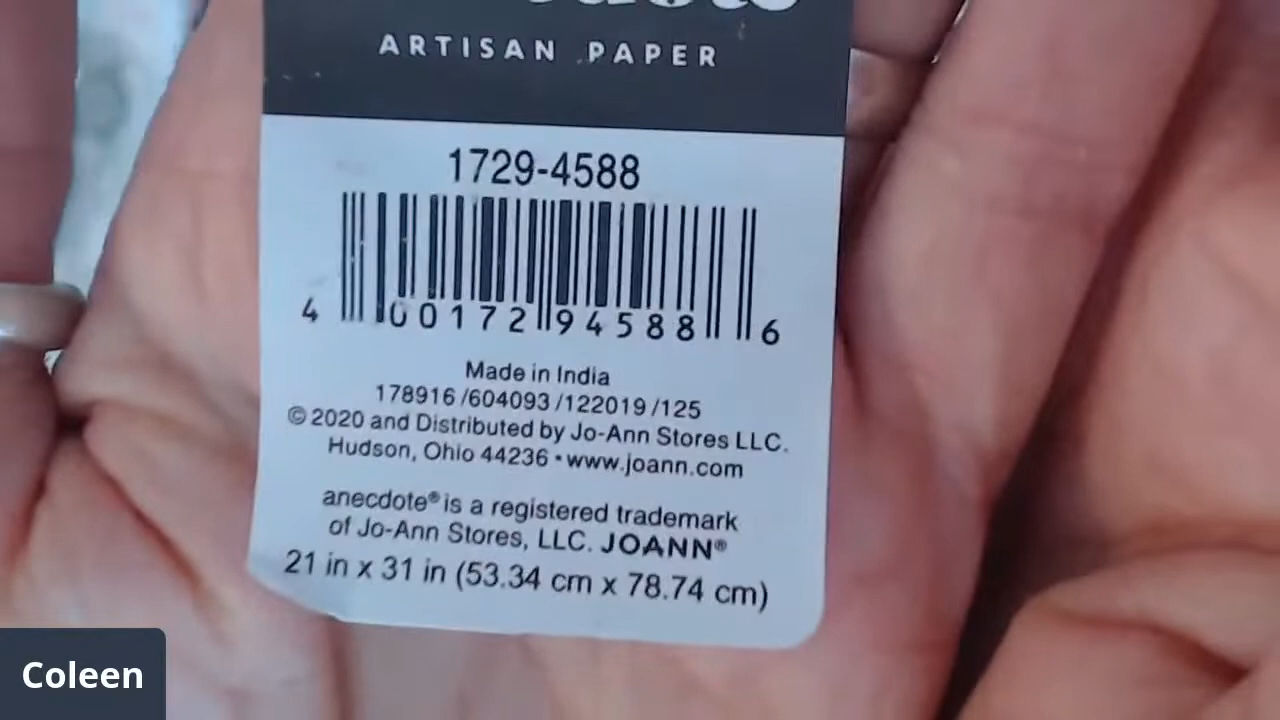 ARTISAN PAPER
1729-4588
4 00172 94588 6
Made in India
178916/604093/122019/125
© 2020 and Distributed by Jo-Ann Stores LLC.
Hudson, Ohio 44236 • www.joann.com
anecdote® is a registered trademark
of Jo-Ann Stores, LLC. JOANN®
21 in x 31 in (53.34 cm x 78.74 cm)
Coleen